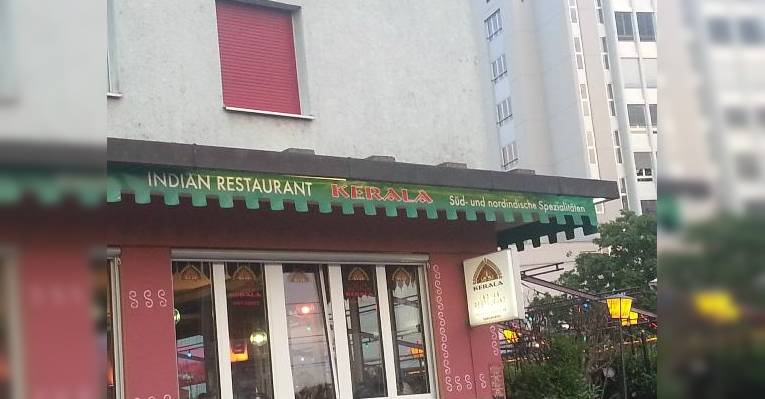 INDIAN RESTAURANT KERALA Süd- und nordindische Spezialitäten
KERALA